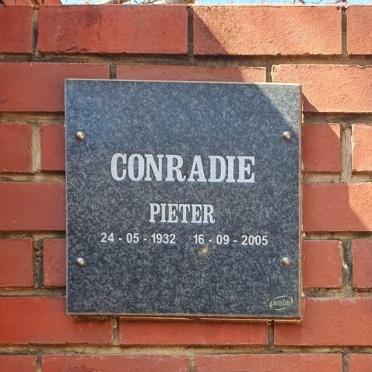 CONRADIE
PIETER
24 - 05 - 1932 16 - 09 - 2005